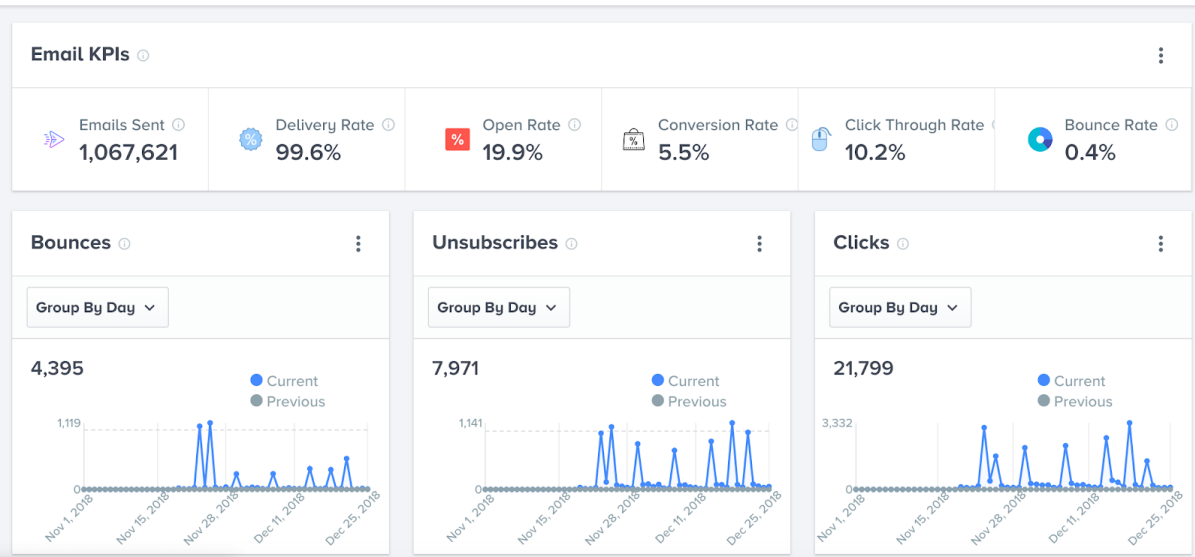 Email KPIs
Emails Sent
1,067,621
Delivery Rate
%
99.6%
Open Rate
%
19.9%
Conversion Rate
%
5.5%
Click Through Rate
10.2%
Bounce Rate
0.4%
Bounces
Group By Day
4,395
Current
Previous
1,119
0
Nov 1, 2018
Nov 15, 2018
Nov 28, 2018
Dec 11, 2018
Dec 25, 2018
Unsubscribes
Group By Day
7,971
Current
Previous
1,141
0
Nov 1, 2018
Nov 15, 2018
Nov 28, 2018
Dec 11, 2018
Dec 25, 2018
Clicks
Group By Day
21,799
Current
Previous
3,332
0
Nov 1, 2018
Nov 15, 2018
Nov 28, 2018
Dec 11, 2018
Dec 25, 2018